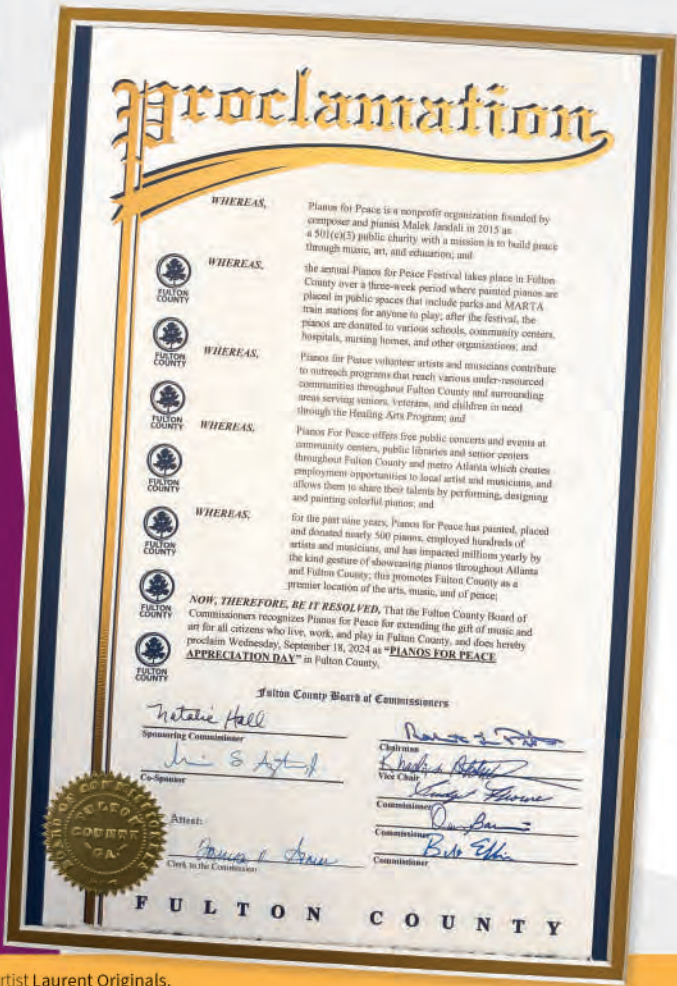 Proclamation
WHEREAS,
Pianos for Peace is a nonprofit organization founded by
composer and pianist Malek Jandali in 2015 as
a 501(c)(3) public charity with a mission is to build peace
through music, art, and education; and
WHEREAS,
the annual Pianos for Peace Festival takes place in Fulton
County over a three-week period where painted pianos are
placed in public spaces that include parks and MARTA
train stations for anyone to play; after the festival, the
pianos are donated to various schools, community centers,
hospitals, nursing homes, and other organizations; and
WHEREAS,
Pianos for Peace volunteer artists and musicians contribute
to outreach programs that reach various under-resourced
communities throughout Fulton County and surrounding
areas serving seniors, veterans, and children in need
through the Healing Arts Program; and
WHEREAS,
Pianos For Peace offers free public concerts and events at
community centers, public libraries and senior centers
throughout Fulton County and metro Atlanta which creates
employment opportunities to local artist and musicians, and
allows them to share their talents by performing, designing
and painting colorful pianos; and
WHEREAS,
for the past nine years, Pianos for Peace has painted, placed
and donated nearly 500 pianos, employed hundreds of
artists and musicians, and has impacted millions yearly by
the kind gesture of showcasing pianos throughout Atlanta
and Fulton County; this promotes Fulton County as a
premier location of the arts, music, and of peace;
FULTON
COUNTY
FULTON
COUNTY
FULTON
COUNTY
FULTON
COUNTY
FULTON
COUNTY
FULTON
COUNTY
FULTON
COUNTY
NOW, THEREFORE, BE IT RESOLVED, That the Fulton County Board of
Commissioners recognizes Pianos for Peace for extending the gift of music and
art for all citizens who live, work, and play in Fulton County, and does hereby
proclaim Wednesday, September 18, 2024 as "PIANOS FOR PEACE
APPRECIATION DAY" in Fulton County.
Fulton County Board of Commissioners
Natalie Hall
Sponsoring Commissioner
Co-Sponsor
Attest:
Clerk to the Commission
Chairman
Vice Chair
Commissioner
Commissioner
Bob Ellis
Commissioner
BOARD OF COMMISSIONERS
FULTON
COUNTY
GA.
FULTON COUNTY
rtist Laurent Originals.